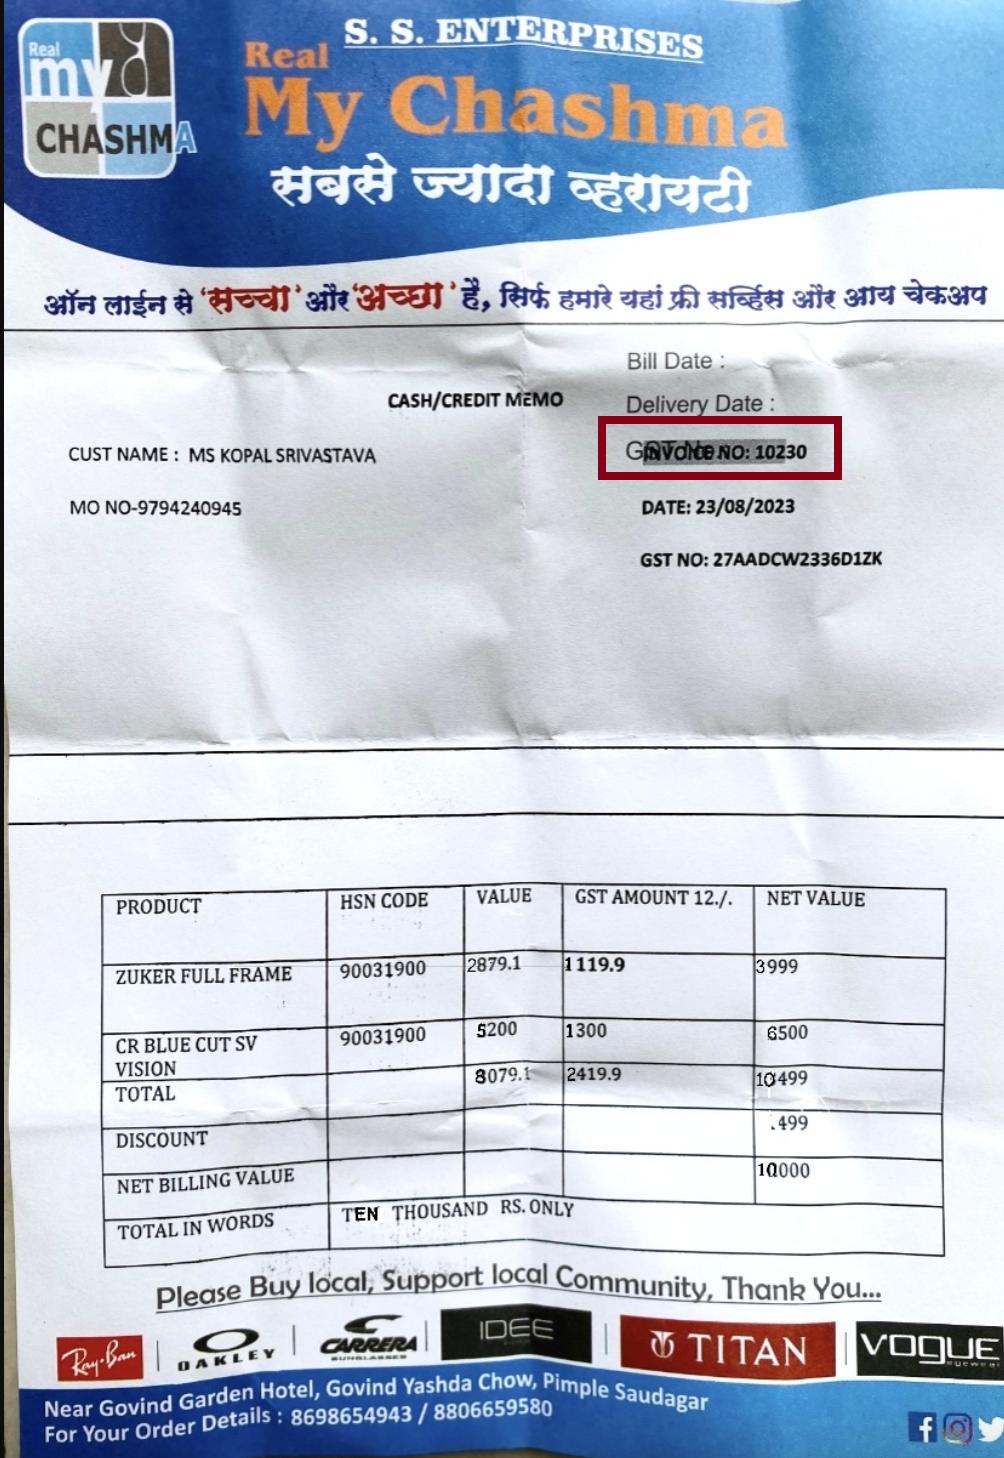 S. S. ENTERPRISES
Real
my
CHASHMA
Real
My Chashma
सबसे ज्यादा व्हरायटी
ऑन लाईन से 'सच्चा' और 'अच्छा' है, सिर्फ हमारे यहां फ्री सर्व्हिस और आय चेकअप
Bill Date :
CASH/CREDIT MEMO
Delivery Date :
CUST NAME : MS KOPAL SRIVASTAVA
INVOICE NO: 10230
MO NO-9794240945
DATE: 23/08/2023
GST NO: 27AADCW2336D1ZK
PRODUCT HSN CODE VALUE GST AMOUNT 12./. NET VALUE
ZUKER FULL FRAME 90031900 2879.1 1119.9 3999
CR BLUE CUT SV VISION 90031900 5200 1300 6500
TOTAL 8079.1 2419.9 10499
DISCOUNT .499
NET BILLING VALUE 10000
TOTAL IN WORDS TEN THOUSAND RS. ONLY
Please Buy local, Support local Community, Thank You...
Ray-Ban OAKLEY CARRERA SUNGLASSES IDEE TITAN VOGUE eyewear
Near Govind Garden Hotel, Govind Yashda Chow, Pimple Saudagar
For Your Order Details : 8698654943 / 8806659580